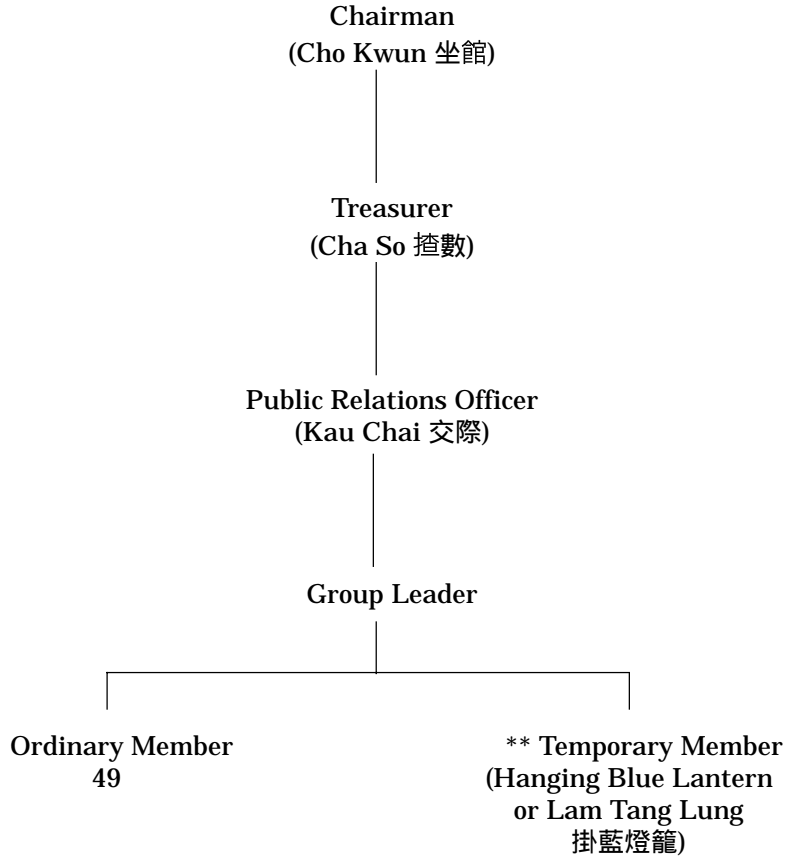 Chairman
(Cho Kwun 坐館)
Treasurer
(Cha So 揸數)
Public Relations Officer
(Kau Chai 交際)
Group Leader
Ordinary Member
49
** Temporary Member
(Hanging Blue Lantern
or Lam Tang Lung
掛藍燈籠)